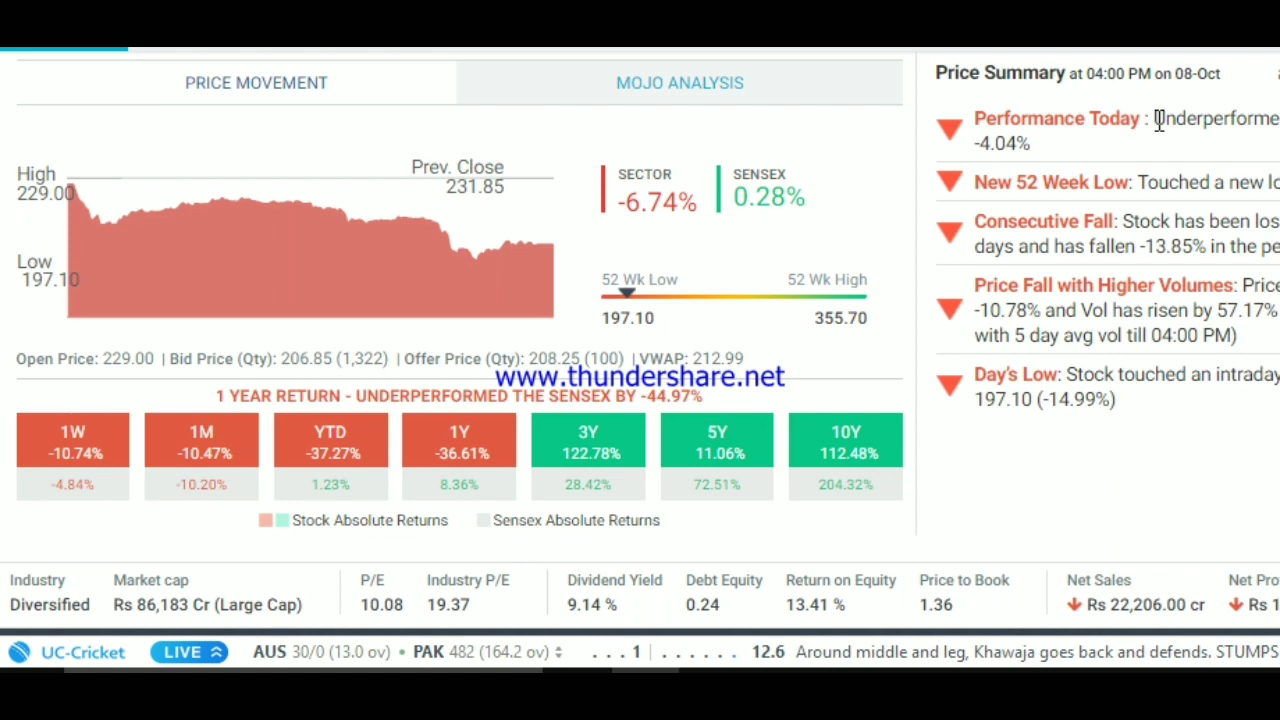 PRICE MOVEMENT
MOJO ANALYSIS
High
229.00
Prev. Close
231.85
Low
197.10
SECTOR
-6.74%
SENSEX
0.28%
52 Wk Low
52 Wk High
197.10
355.70
Open Price: 229.00 | Bid Price (Qty): 206.85 (1,322) | Offer Price (Qty): 208.25 (100) | VWAP: 212.99
www.thundershare.net
1 YEAR RETURN - UNDERPERFORMED THE SENSEX BY -44.97%
1W 1M YTD 1Y 3Y 5Y 10Y
-10.74% -10.47% -37.27% -36.61% 122.78% 11.06% 112.48%
-4.84% -10.20% 1.23% 8.36% 28.42% 72.51% 204.32%
Stock Absolute Returns Sensex Absolute Returns
Price Summary at 04:00 PM on 08-Oct
Performance Today : Underperforme
-4.04%
New 52 Week Low: Touched a new lo
Consecutive Fall: Stock has been los
days and has fallen -13.85% in the pe
Price Fall with Higher Volumes: Price
-10.78% and Vol has risen by 57.17%
with 5 day avg vol till 04:00 PM)
Day's Low: Stock touched an intraday
197.10 (-14.99%)
Industry Market cap P/E Industry P/E Dividend Yield Debt Equity Return on Equity Price to Book Net Sales Net Pro
Diversified Rs 86,183 Cr (Large Cap) 10.08 19.37 9.14 % 0.24 13.41 % 1.36 Rs 22,206.00 cr Rs 1
UC-Cricket LIVE AUS 30/0 (13.0 ov) • PAK 482 (164.2 ov) . . . 1 | . . . . . . 12.6 Around middle and leg, Khawaja goes back and defends. STUMPS